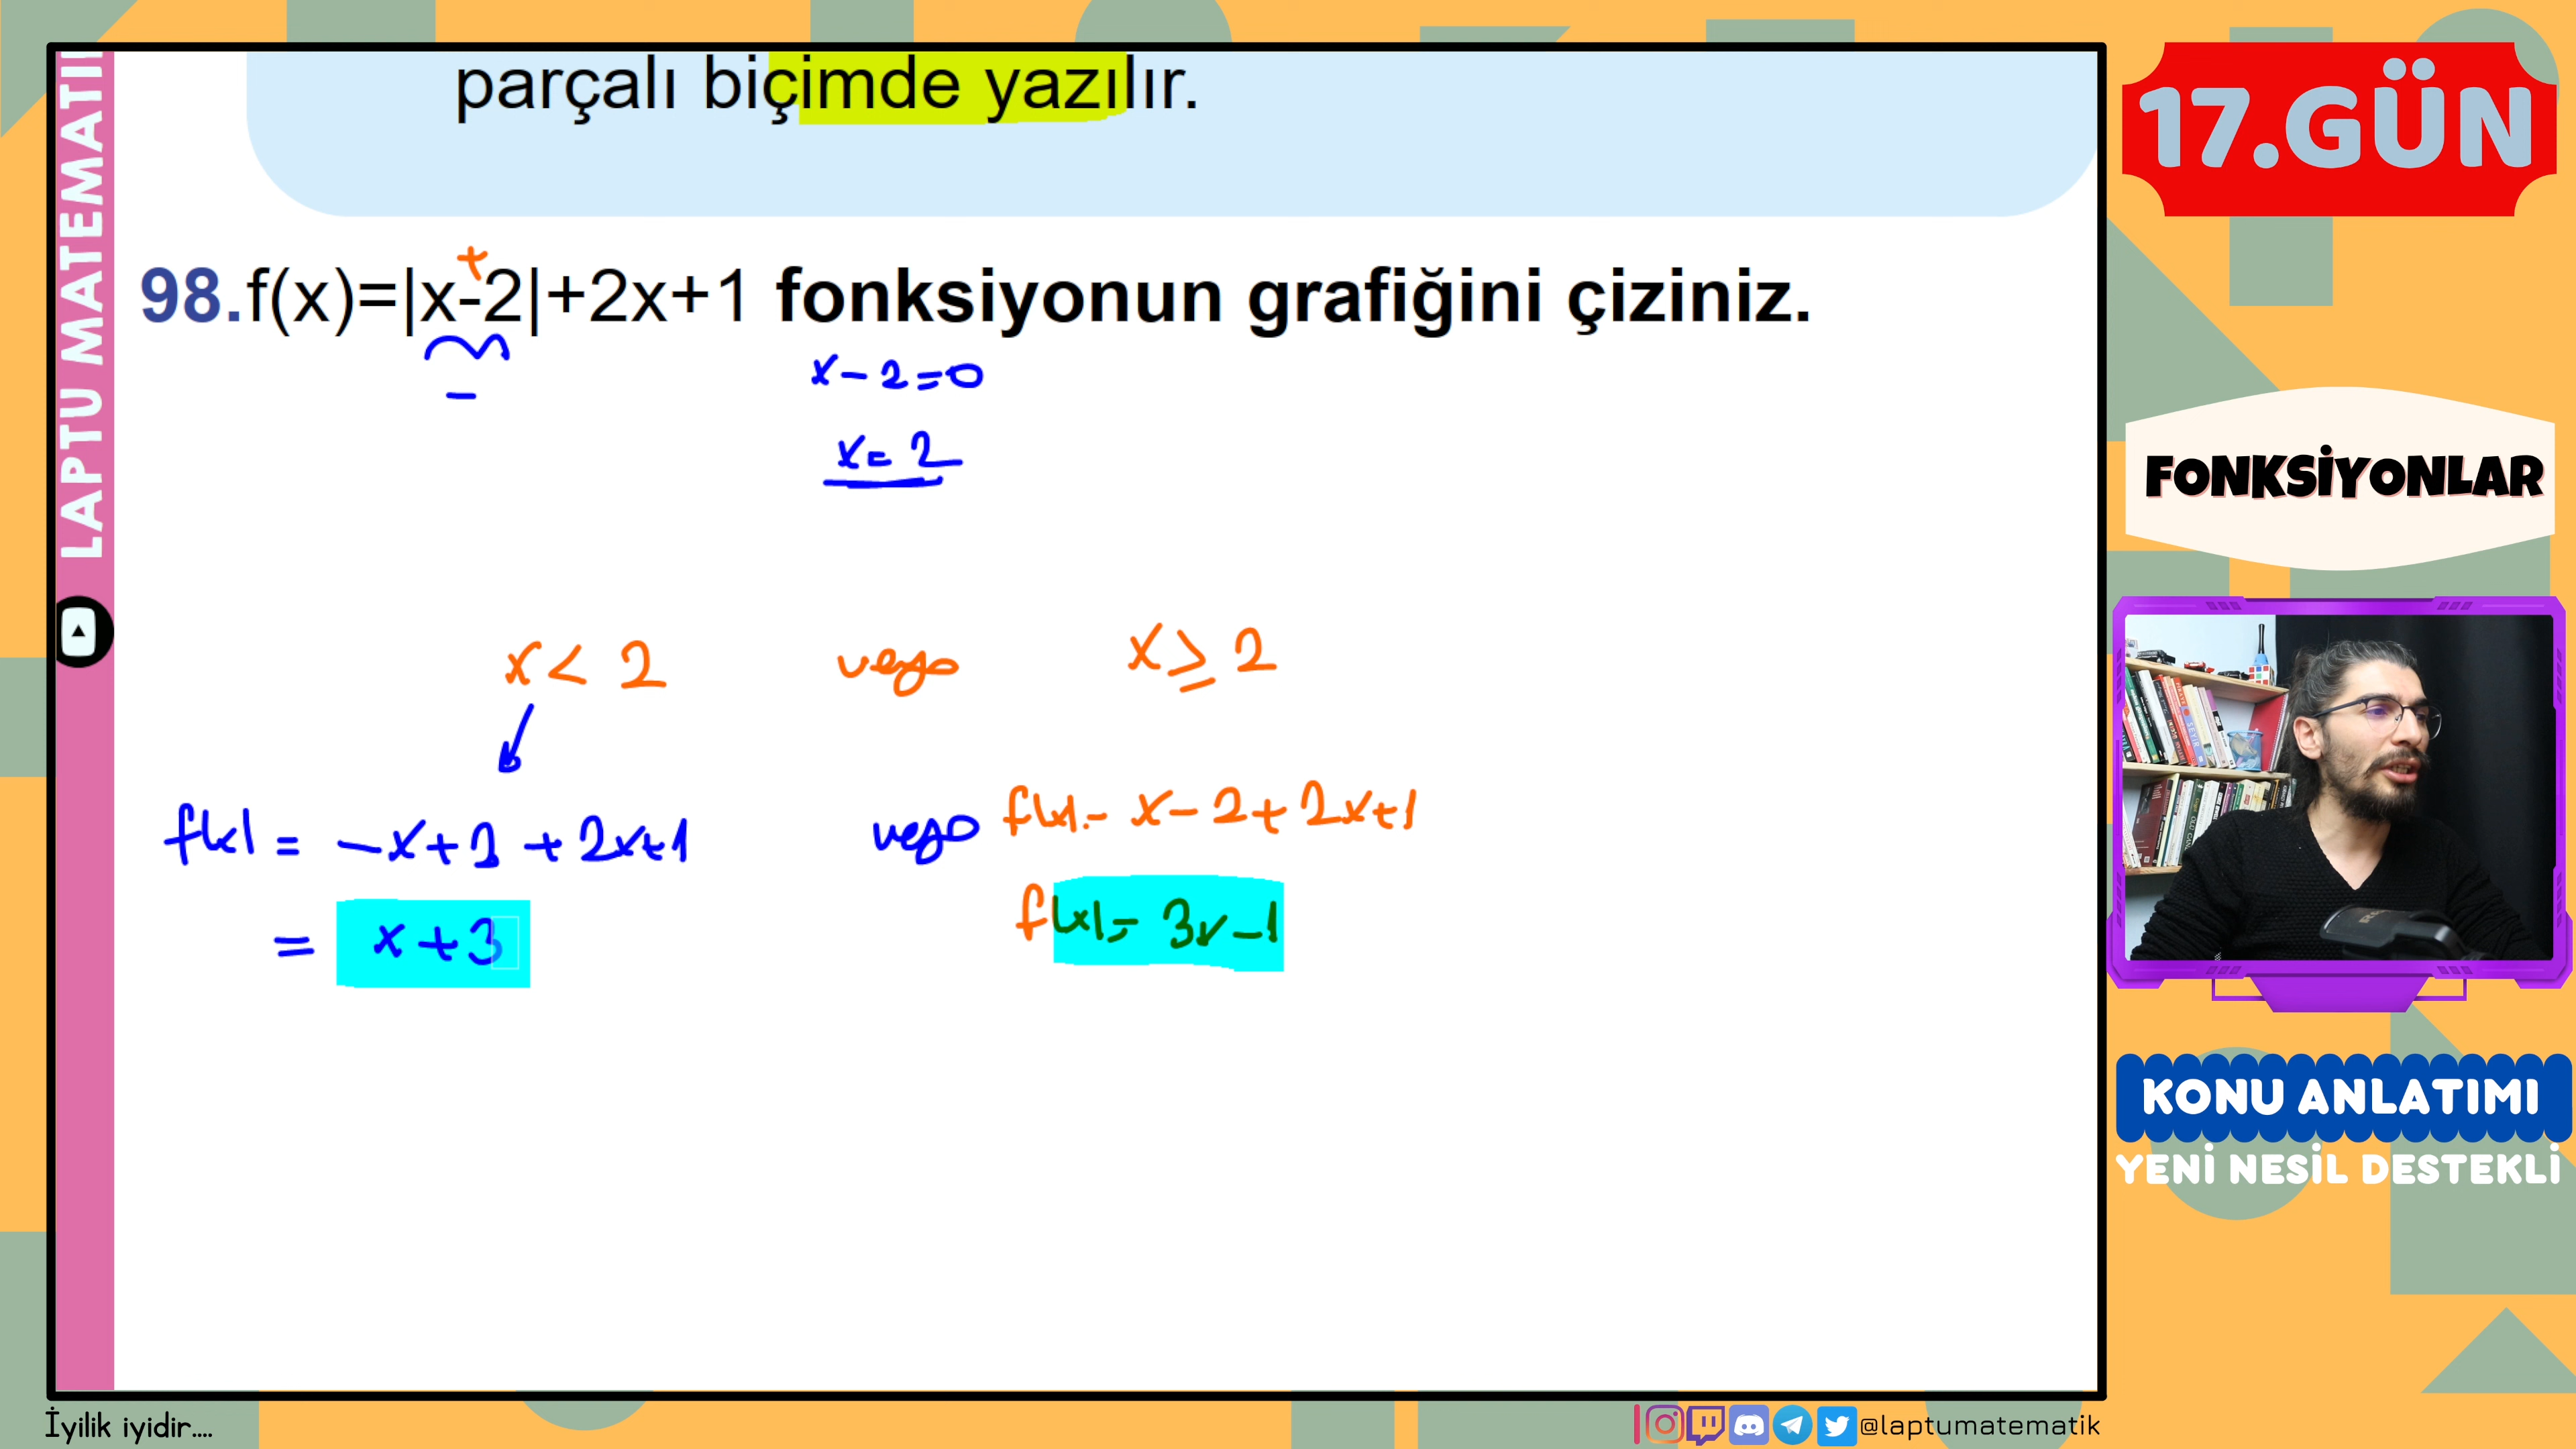 parçalı biçimde yazılır.
LAPTU MATEMATİ
98.f(x)=|x-2|+2x+1 fonksiyonun grafiğini çiziniz.
+
-
x-2=0
x=2
x<2 veya x≥2
f(x) = -x+2+2x+1 veya f(x)= x-2+2x+1
= x+3 f(x)= 3x-1
17.GÜN
FONKSİYONLAR
KONU ANLATIMI
YENİ NESİL DESTEKLİ
İyilik iyidir....
@laptumatematik